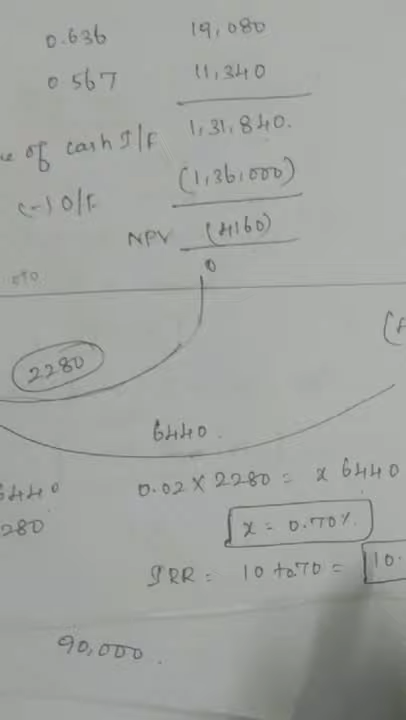 0.636 19,080
0.567 11,340
of cash I/F 1,31,840.
(-) O/F (1,36,000)
NPV (4160)
0
2280
6440.
6440 0.02 x 2280 = x 6440
280 x = 0.70%.
IRR = 10 + 0.70 = 10.
90,000.